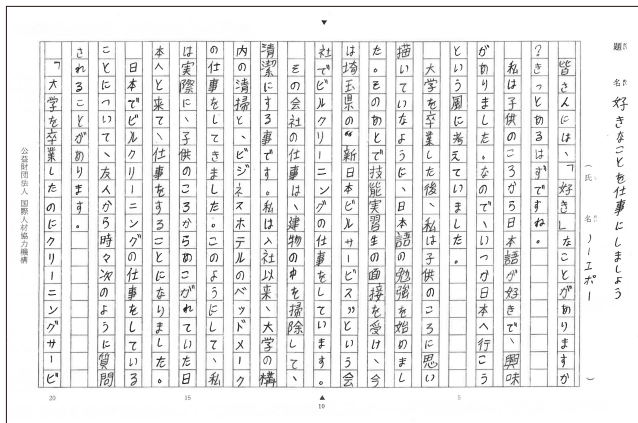 題名 好きなことを仕事にしましょう
（氏名 リーエポー ）
皆さんには、「好き」なことがありますか
？きっとあるはずですね。
私は子供のころから日本語が好きで、興味
がありました。なので、いつか日本へ行こう
という風に考えていました。
大学を卒業した後、私は子供のころに思い
描いていなように、日本語の勉強を始めまし
た。そのあとで技能実習生の面接を受け、今
は埼玉県の“新日本ビルサービス”という会
社でビルクリーニングの仕事をしています。
その会社の仕事は、建物の中を掃除して、
清潔にする事です。私は入社以来、大学の構
内の清掃と、ビジネスホテルのベッドメーク
の仕事をしてきました。このようにして、私
は実際に、子供のころからあこがれていた日
本へと来て、仕事をすることになりました。
日本でビルクリーニングの仕事をしている
ことについて、友人から時々次のように質問
されることがあります。
「大学を卒業したのにクリーニングサービ
5
10
15
20
公益財団法人 国際人材協力機構